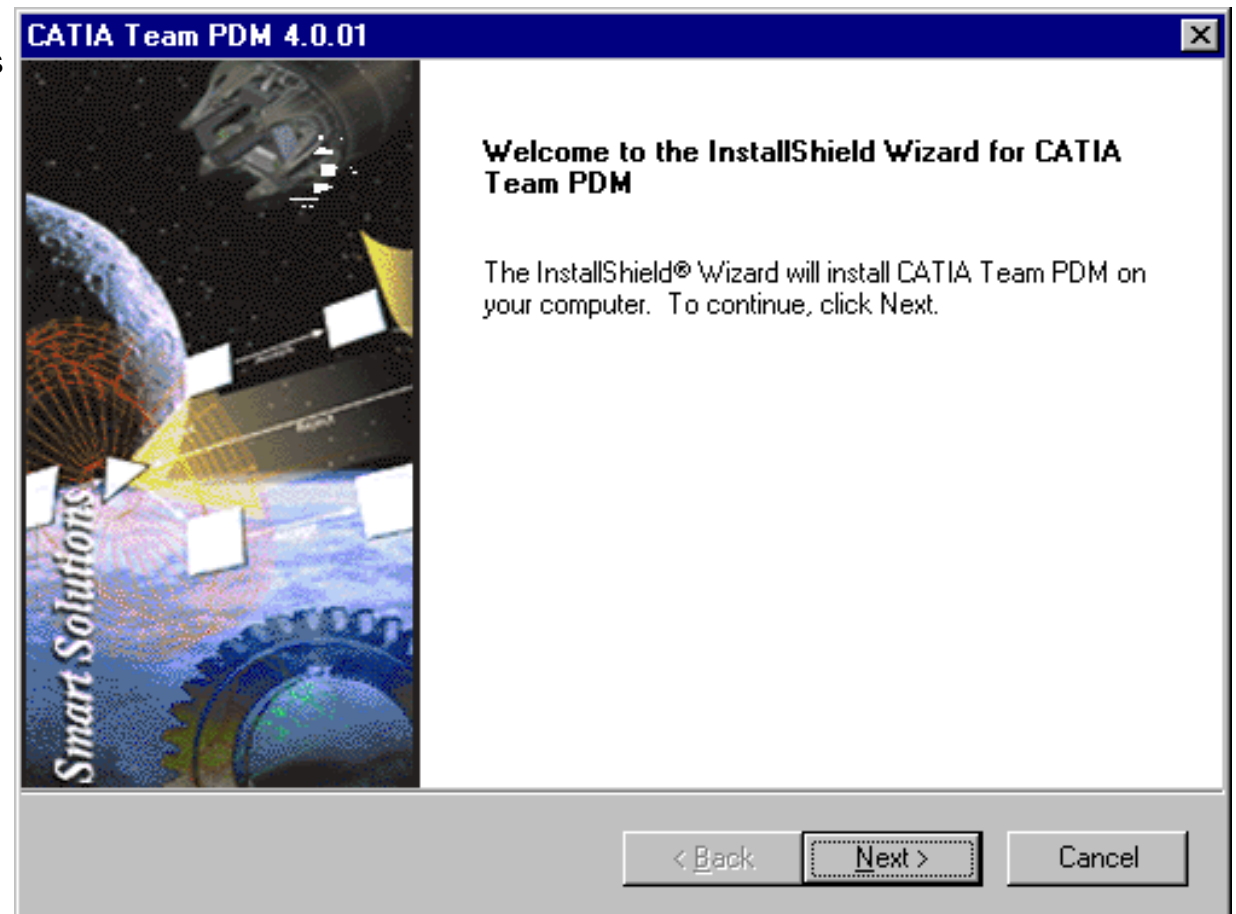 CATIA Team PDM 4.0.01
s
Welcome to the InstallShield Wizard for CATIA
Team PDM
The InstallShield® Wizard will install CATIA Team PDM on
your computer. To continue, click Next.
Reject
Smart Solutions
< Back
Next >
Cancel